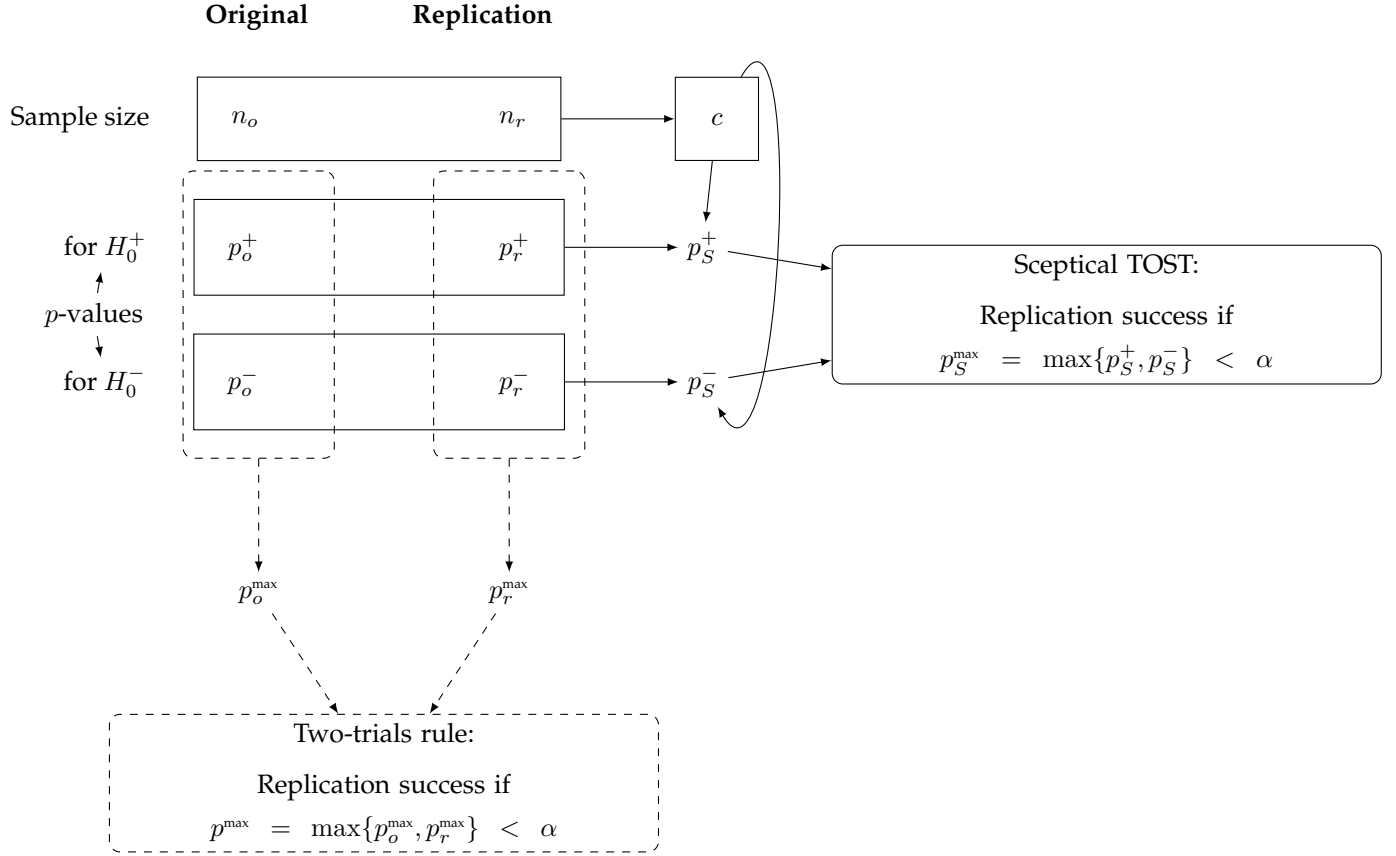 Original Replication
Sample size n_o n_r c
for H_0^+ p_o^+ p_r^+ p_S^+
p-values
for H_0^- p_o^- p_r^- p_S^-
Sceptical TOST:
Replication success if
p_S^max = max{p_S^+, p_S^-} < α
p_o^max p_r^max
Two-trials rule:
Replication success if
p^max = max{p_o^max, p_r^max} < α